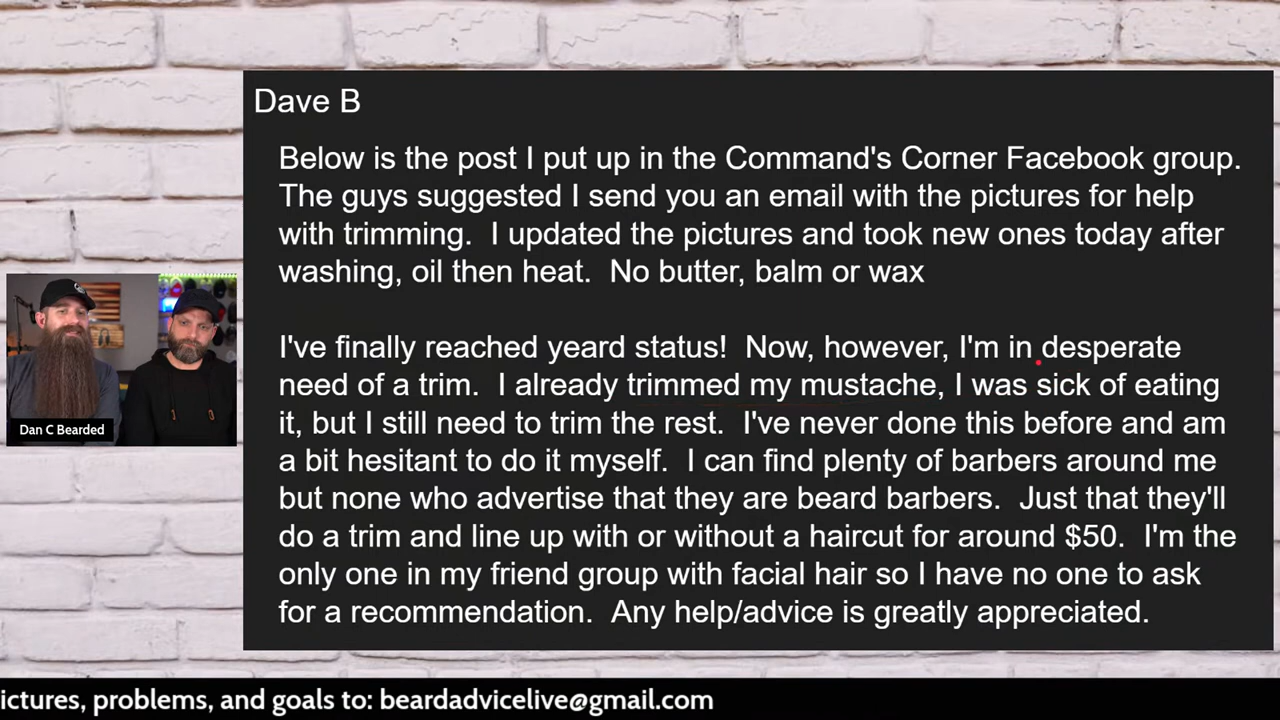 Dave B
Below is the post I put up in the Command's Corner Facebook group.
The guys suggested I send you an email with the pictures for help
with trimming.  I updated the pictures and took new ones today after
washing, oil then heat.  No butter, balm or wax
I've finally reached yeard status!  Now, however, I'm in desperate
need of a trim.  I already trimmed my mustache, I was sick of eating
it, but I still need to trim the rest.  I've never done this before and am
a bit hesitant to do it myself.  I can find plenty of barbers around me
but none who advertise that they are beard barbers.  Just that they'll
do a trim and line up with or without a haircut for around $50.  I'm the
only one in my friend group with facial hair so I have no one to ask
for a recommendation.  Any help/advice is greatly appreciated.
Dan C Bearded
ictures, problems, and goals to: beardadvicelive@gmail.com